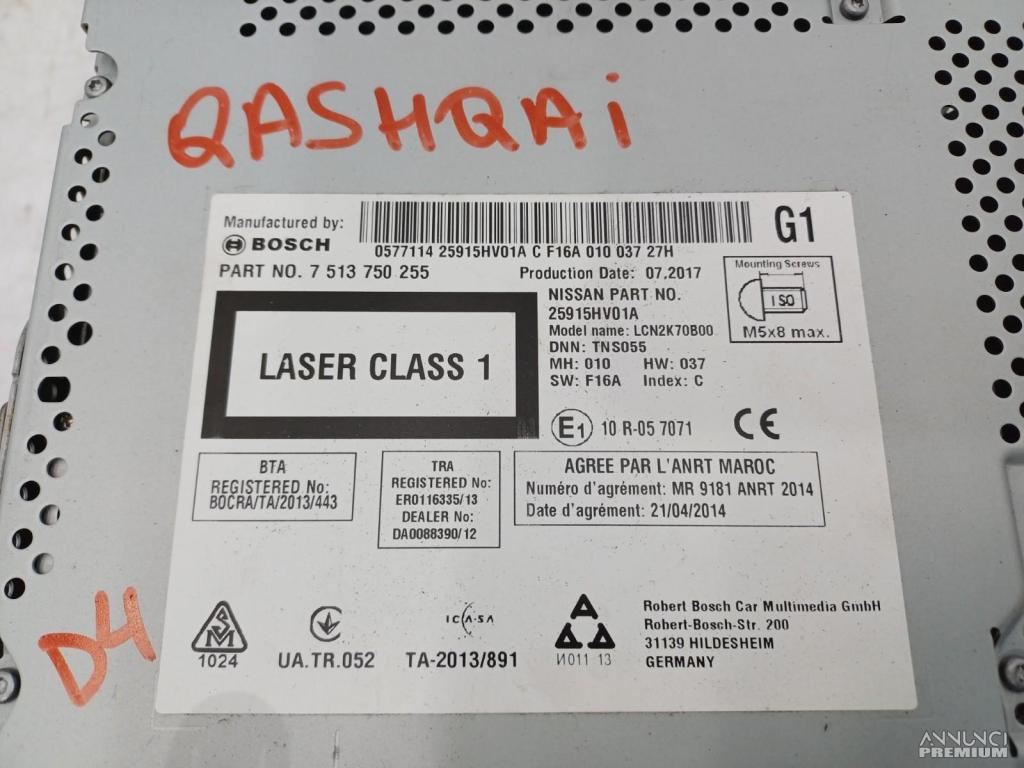 QASHQAi
Manufactured by:
BOSCH
G1
0577114 25915HV01A C F16A 010 037 27H
PART NO. 7 513 750 255
Production Date: 07.2017
Mounting Screws
ISO
M5x8 max.
NISSAN PART NO.
25915HV01A
Model name: LCN2K70B00
DNN: TNS055
MH: 010 HW: 037
SW: F16A Index: C
LASER CLASS 1
E1 10 R-05 7071
CE
BTA
REGISTERED No:
BOCRA/TA/2013/443
TRA
REGISTERED No:
ER0116335/13
DEALER No:
DA0088390/12
AGREE PAR L'ANRT MAROC
Numéro d'agrément: MR 9181 ANRT 2014
Date d'agrément: 21/04/2014
D4
SM
1024
UA.TR.052
ICASA
TA-2013/891
И011 13
Robert Bosch Car Multimedia GmbH
Robert-Bosch-Str. 200
31139 HILDESHEIM
GERMANY
ANNUNCI
PREMIUM